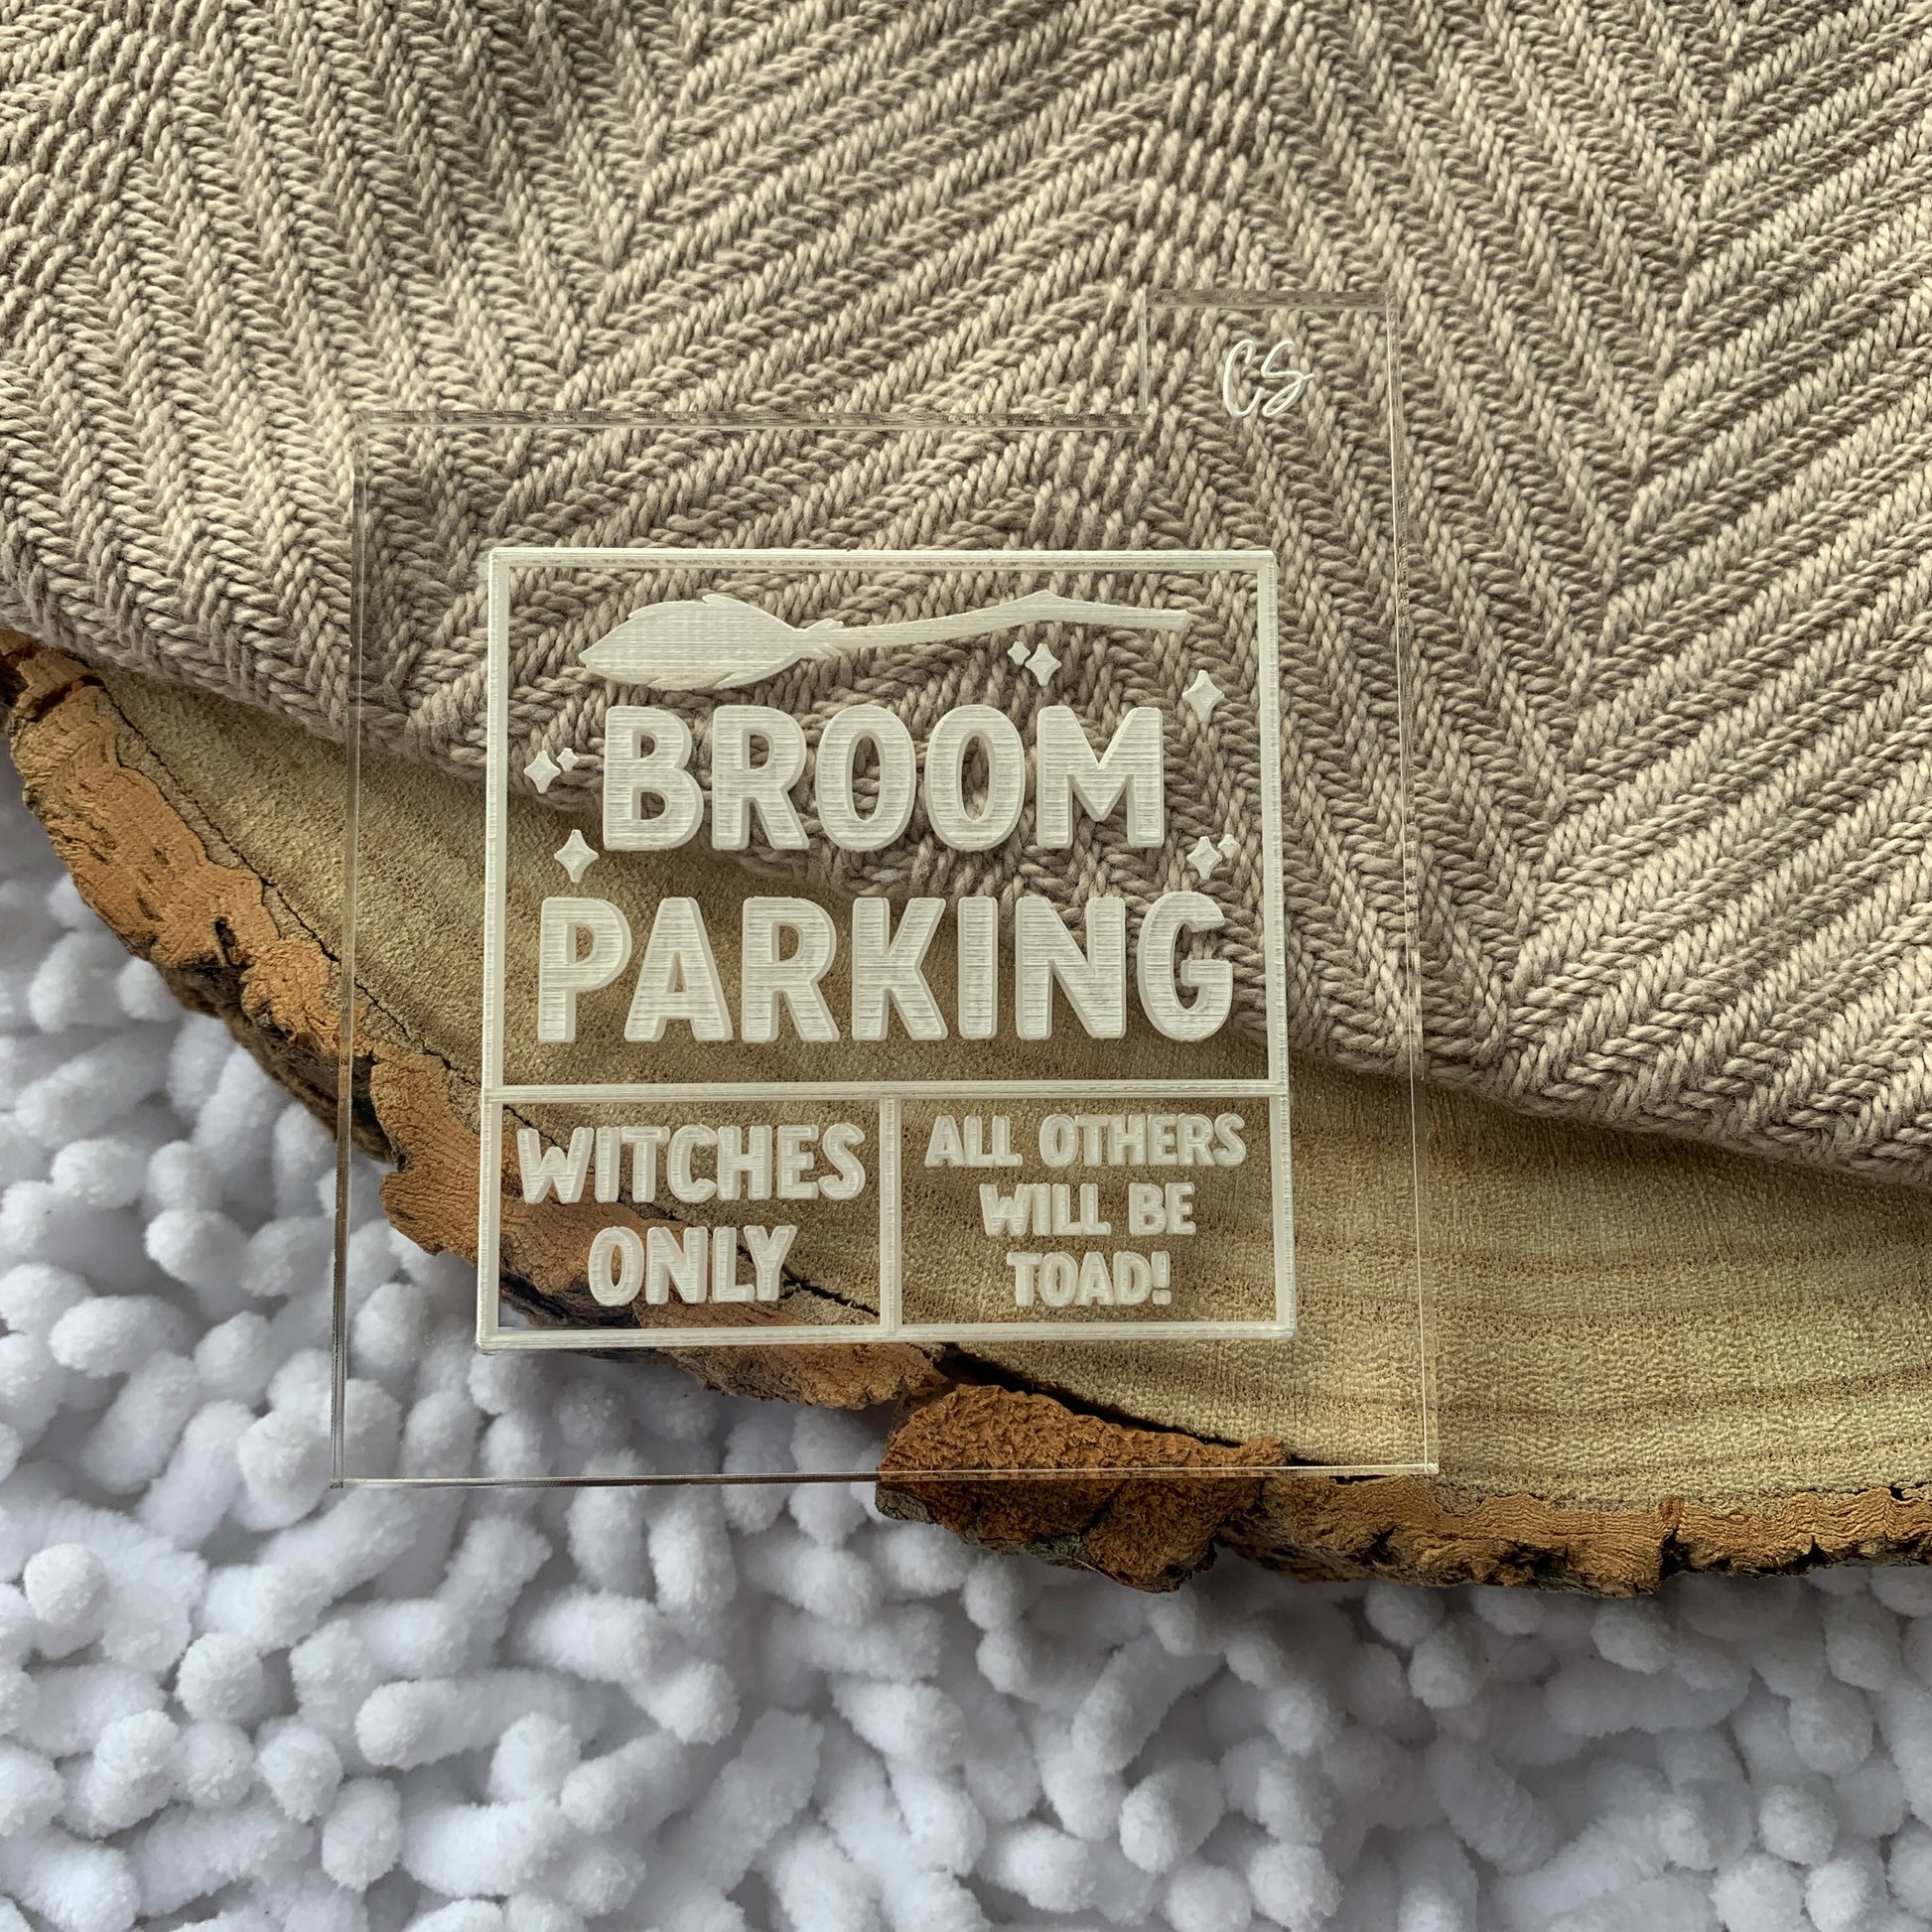 CS
BROOM
PARKING
WITCHES
ONLY
ALL OTHERS
WILL BE
TOAD!